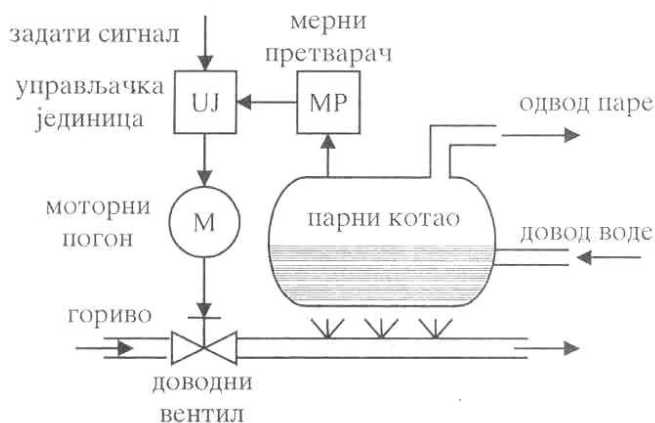 задати сигнал
мерни
претварач
управљачка
јединица
UJ
MP
одвод паре
моторни
погон
M
парни котао
довод воде
гориво
доводни
вентил